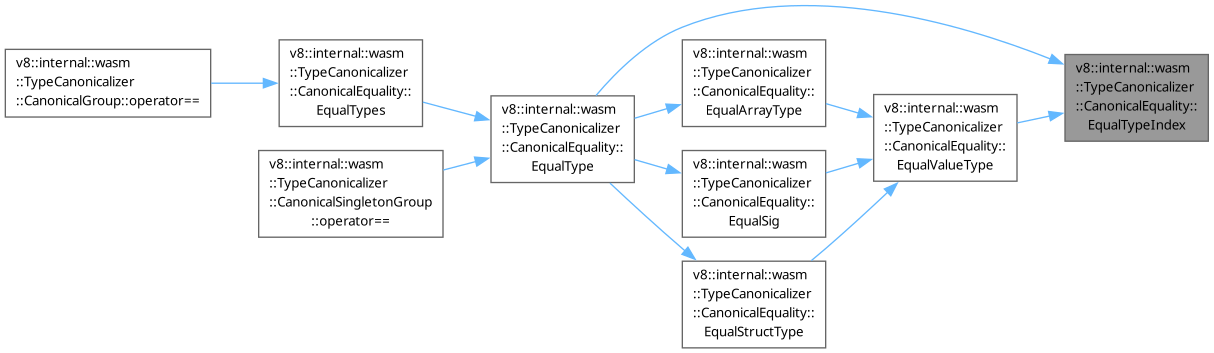 v8::internal::wasm
::TypeCanonicalizer
::CanonicalGroup::operator==
v8::internal::wasm
::TypeCanonicalizer
::CanonicalEquality::
EqualTypes
v8::internal::wasm
::TypeCanonicalizer
::CanonicalSingletonGroup
::operator==
v8::internal::wasm
::TypeCanonicalizer
::CanonicalEquality::
EqualType
v8::internal::wasm
::TypeCanonicalizer
::CanonicalEquality::
EqualArrayType
v8::internal::wasm
::TypeCanonicalizer
::CanonicalEquality::
EqualSig
v8::internal::wasm
::TypeCanonicalizer
::CanonicalEquality::
EqualStructType
v8::internal::wasm
::TypeCanonicalizer
::CanonicalEquality::
EqualValueType
v8::internal::wasm
::TypeCanonicalizer
::CanonicalEquality::
EqualTypeIndex